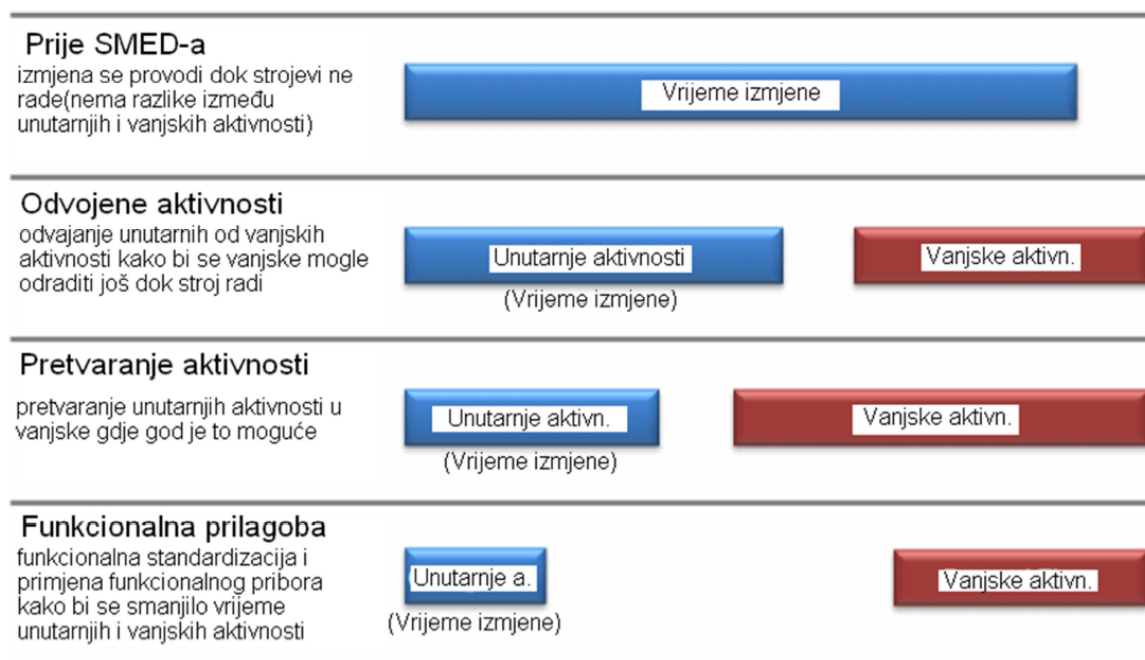 Prije SMED-a
izmjena se provodi dok strojevi ne
rade(nema razlike između
unutarnjih i vanjskih aktivnosti)
Vrijeme izmjene
Odvojene aktivnosti
odvajanje unutarnih od vanjskih
aktivnosti kako bi se vanjske mogle
odraditi još dok stroj radi
Unutarnje aktivnosti
(Vrijeme izmjene)
Vanjske aktivn.
Pretvaranje aktivnosti
pretvaranje unutarnjih aktivnosti u
vanjske gdje god je to moguće
Unutarnje aktivn.
(Vrijeme izmjene)
Vanjske aktivn.
Funkcionalna prilagoba
funkcionalna standardizacija i
primjena funkcionalnog pribora
kako bi se smanjilo vrijeme
unutarnjih i vanjskih aktivnosti
Unutarnje a.
(Vrijeme izmjene)
Vanjske aktivn.